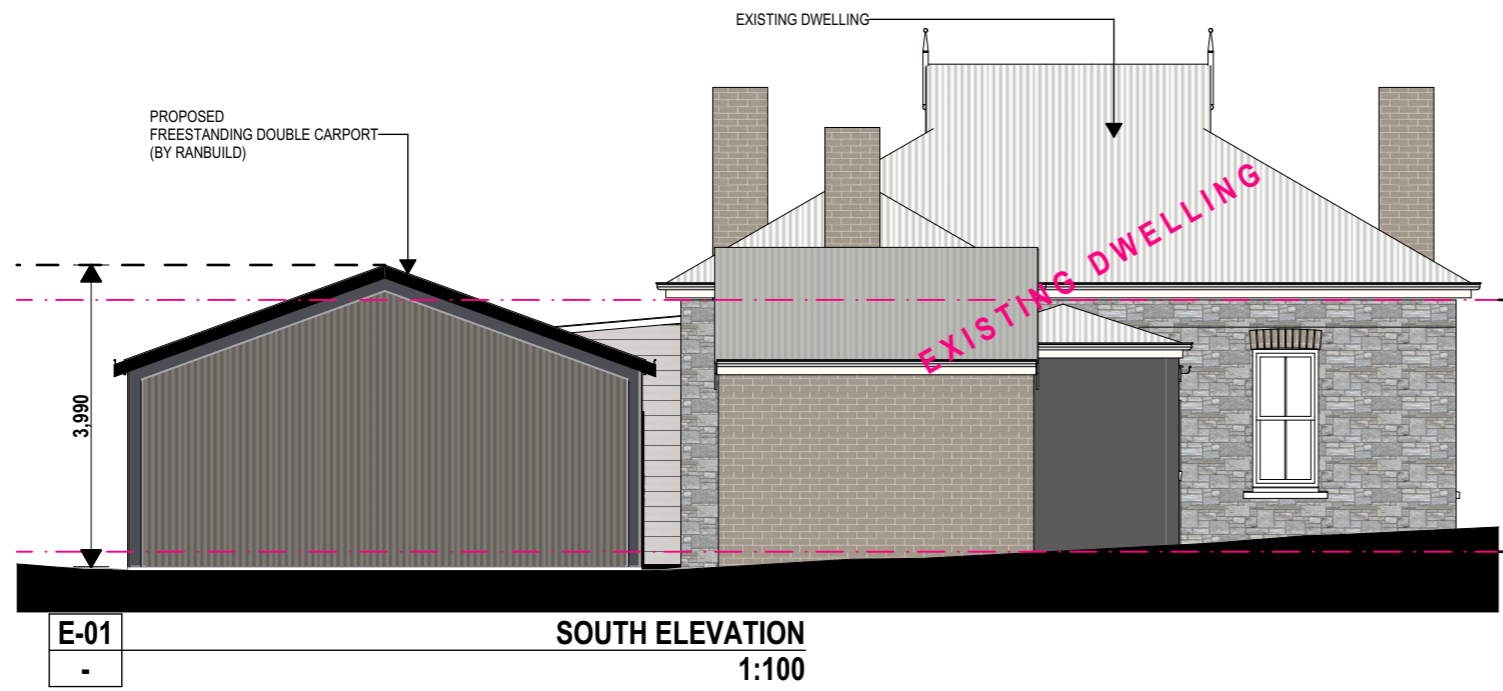 EXISTING DWELLING
PROPOSED
FREESTANDING DOUBLE CARPORT
(BY RANBUILD)
EXISTING DWELLING
3,990
E-01
SOUTH ELEVATION
-
1:100